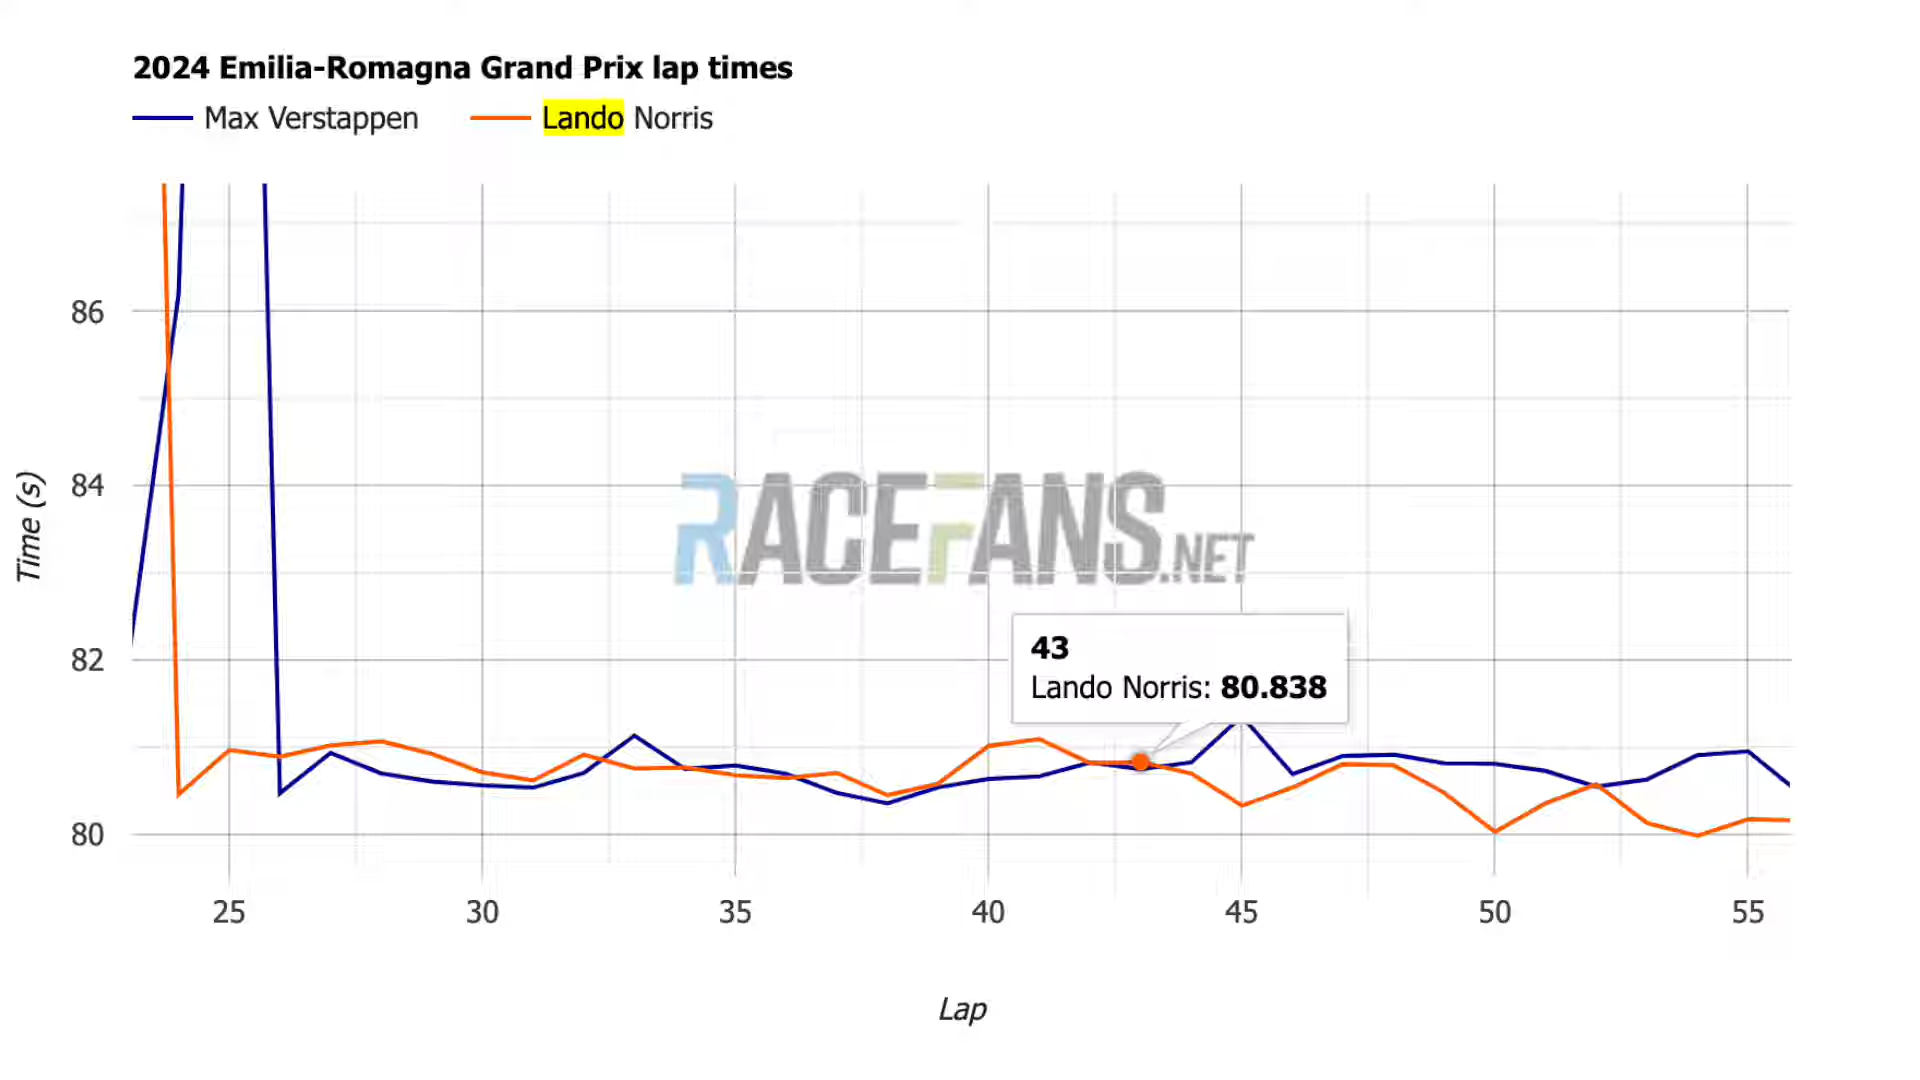 2024 Emilia-Romagna Grand Prix lap times
Max Verstappen Lando Norris
86
84
82
80
Time (s)
RACEFANS.NET
43
Lando Norris: 80.838
25 30 35 40 45 50 55
Lap